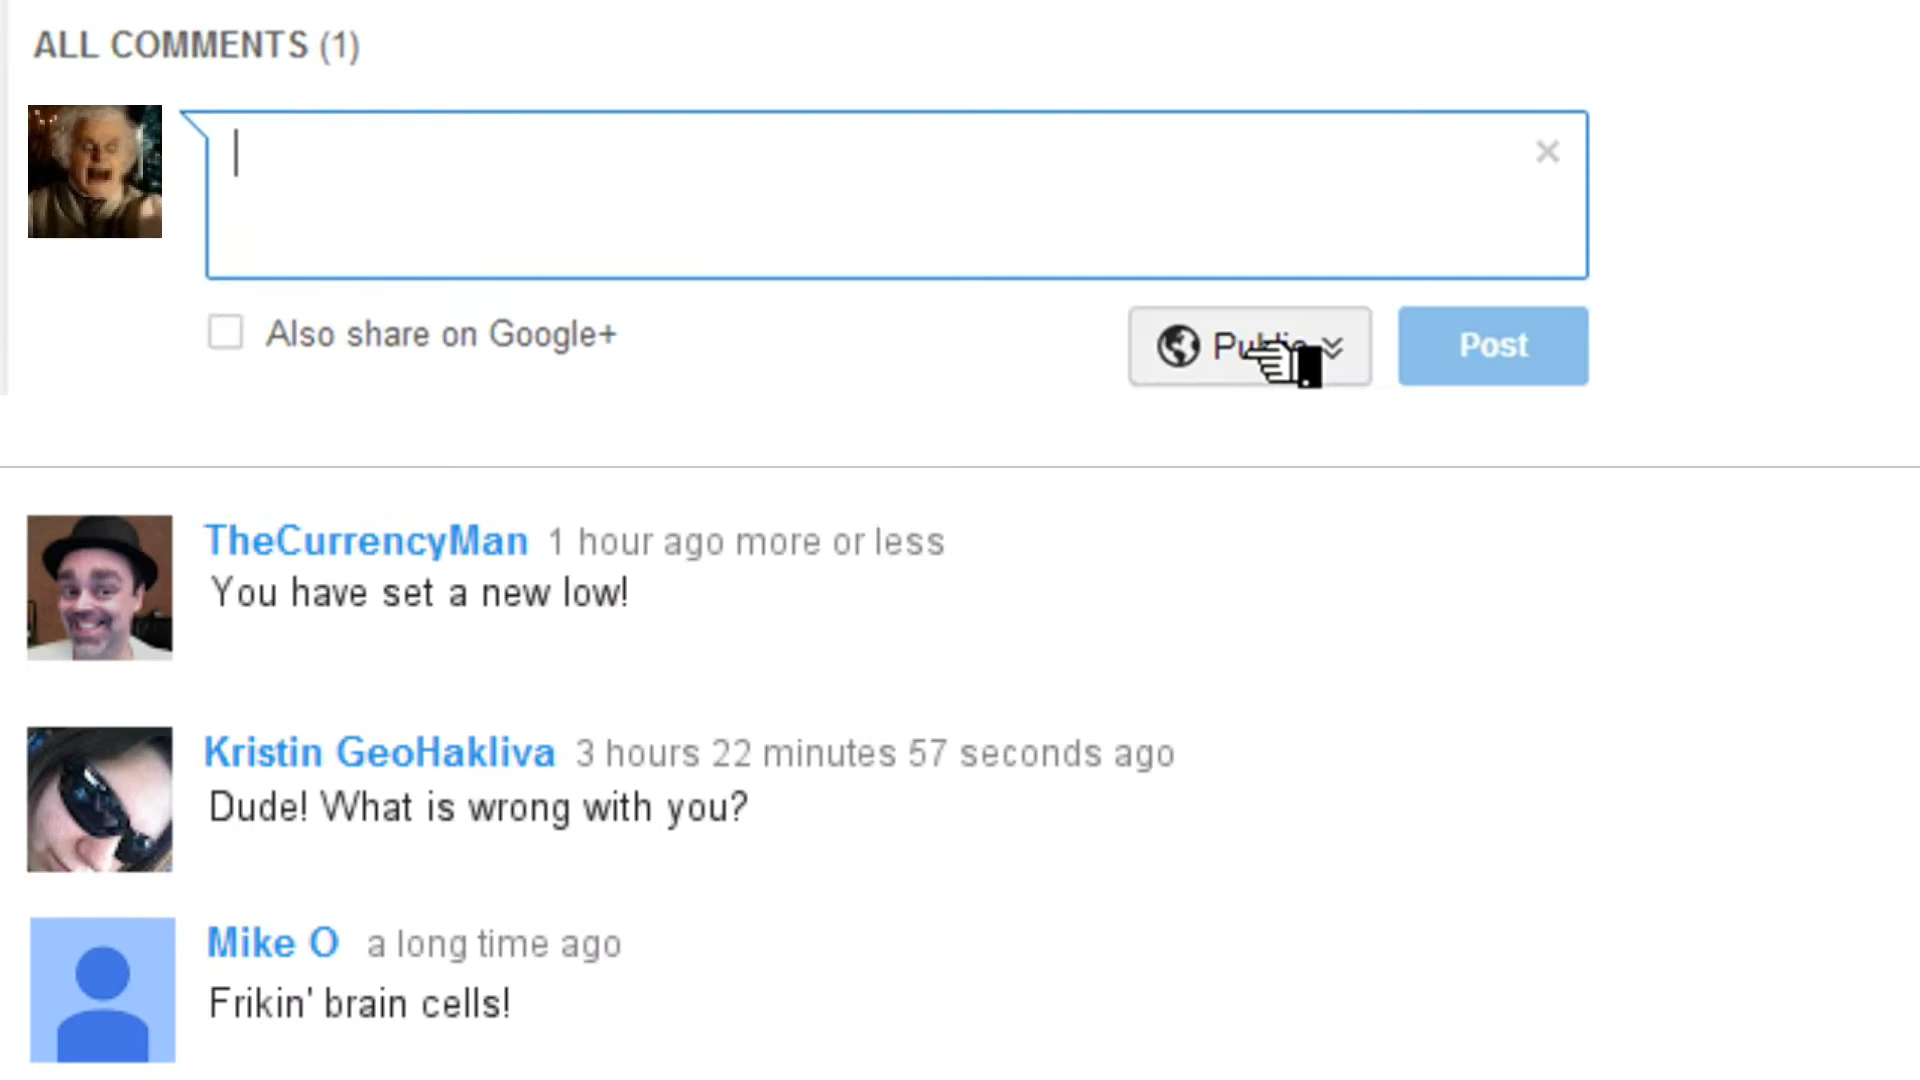 ALL COMMENTS (1)
Also share on Google+
Public
Post
TheCurrencyMan 1 hour ago more or less
You have set a new low!
Kristin GeoHakliva 3 hours 22 minutes 57 seconds ago
Dude! What is wrong with you?
Mike O a long time ago
Frikin' brain cells!